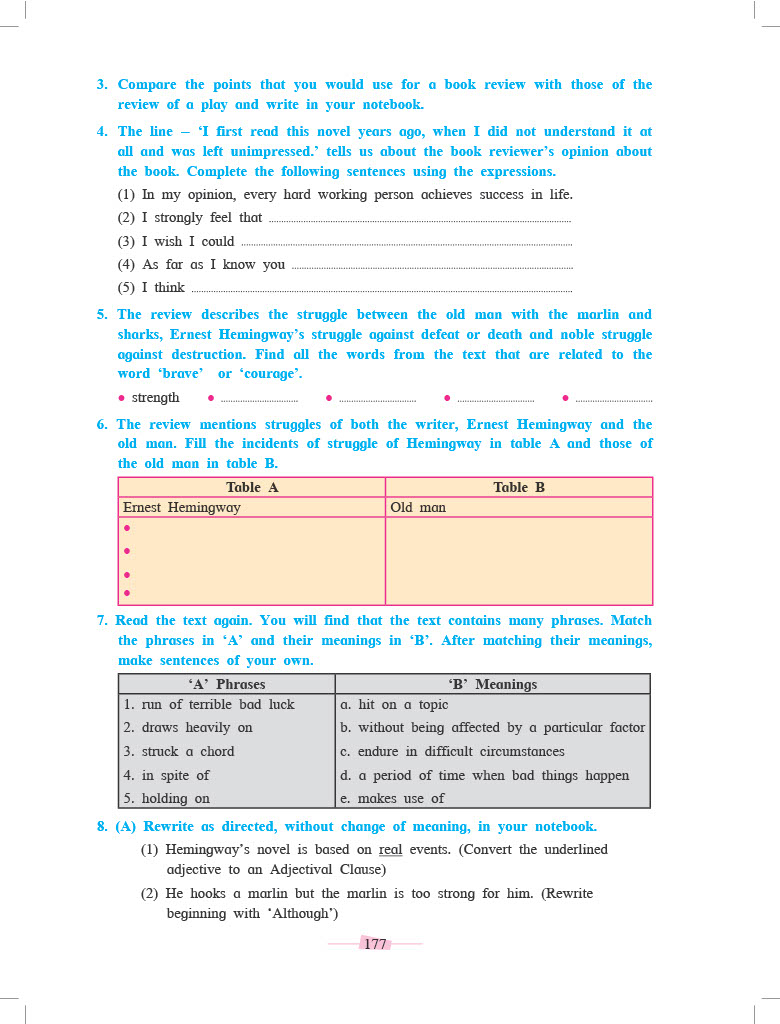 3. Compare the points that you would use for a book review with those of the
review of a play and write in your notebook.
4. The line – ‘I first read this novel years ago, when I did not understand it at
all and was left unimpressed.’ tells us about the book reviewer’s opinion about
the book. Complete the following sentences using the expressions.
(1) In my opinion, every hard working person achieves success in life.
(2) I strongly feel that ....................
(3) I wish I could ....................
(4) As far as I know you ....................
(5) I think ....................
5. The review describes the struggle between the old man with the marlin and
sharks, Ernest Hemingway’s struggle against defeat or death and noble struggle
against destruction. Find all the words from the text that are related to the
word ‘brave’ or ‘courage’.
• strength • .................... • .................... • ....................
6. The review mentions struggles of both the writer, Ernest Hemingway and the
old man. Fill the incidents of struggle of Hemingway in table A and those of
the old man in table B.
Table A Table B
Ernest Hemingway Old man
•
•
•
•
7. Read the text again. You will find that the text contains many phrases. Match
the phrases in ‘A’ and their meanings in ‘B’. After matching their meanings,
make sentences of your own.
‘A’ Phrases ‘B’ Meanings
1. run of terrible bad luck a. hit on a topic
2. draws heavily on b. without being affected by a particular factor
3. struck a chord c. endure in difficult circumstances
4. in spite of d. a period of time when bad things happen
5. holding on e. makes use of
8. (A) Rewrite as directed, without change of meaning, in your notebook.
(1) Hemingway’s novel is based on real events. (Convert the underlined
adjective to an Adjectival Clause)
(2) He hooks a marlin but the marlin is too strong for him. (Rewrite
beginning with ‘Although’)
177